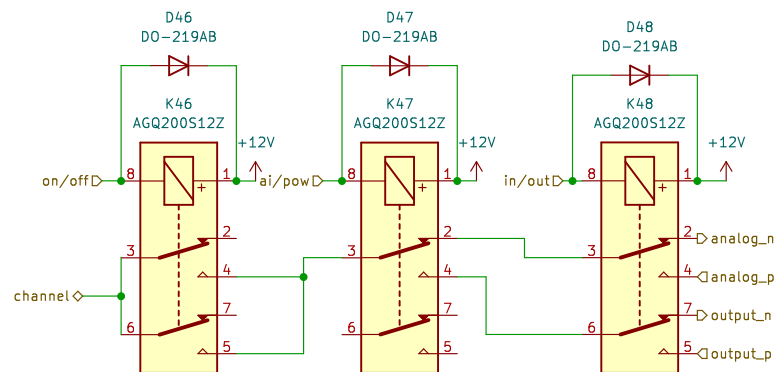 D46
DO-219AB
D47
DO-219AB
D48
DO-219AB
K46
AGQ200S12Z
K47
AGQ200S12Z
K48
AGQ200S12Z
+12V
+12V
+12V
on/off
8
1
+
ai/pow
8
1
+
in/out
8
1
+
3
2
4
3
2
4
3
2
analog_n
4
analog_p
channel
6
7
5
6
7
5
6
7
output_n
5
output_p